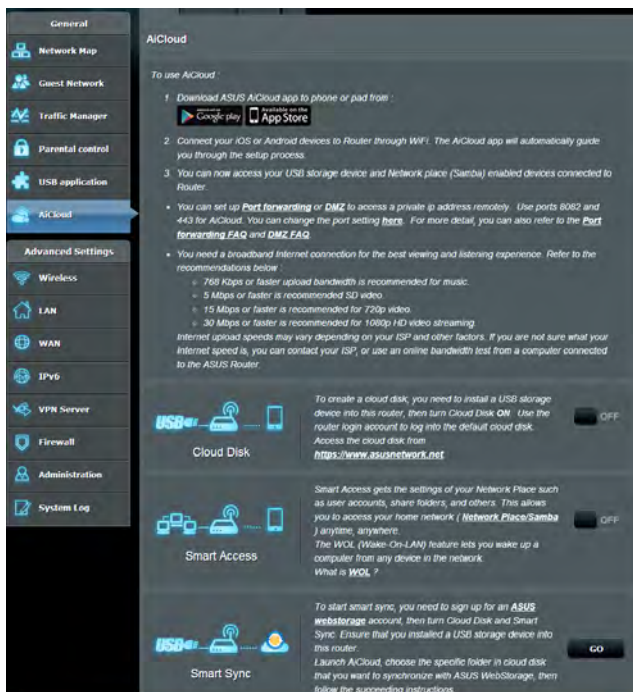 General
Network Map
Guest Network
Traffic Manager
Parental control
USB application
AiCloud
Advanced Settings
Wireless
LAN
WAN
IPv6
VPN Server
Firewall
Administration
System Log
AiCloud
To use AiCloud :
1. Download ASUS AiCloud app to phone or pad from :
Google play
Available on the
App Store
2. Connect your iOS or Android devices to Router through WiFi. The AiCloud app will automatically guide
you through the setup process.
3. You can now access your USB storage device and Network place (Samba) enabled devices connected to
Router.
• You can set up Port forwarding or DMZ to access a private ip address remotely. Use ports 8082 and
443 for AiCloud. You can change the port setting here. For more detail, you can also refer to the Port
forwarding FAQ and DMZ FAQ.
• You need a broadband Internet connection for the best viewing and listening experience. Refer to the
recommendations below :
768 Kbps or faster upload bandwidth is recommended for music.
5 Mbps or faster is recommended SD video.
15 Mbps or faster is recommended for 720p video.
30 Mbps or faster is recommended for 1080p HD video streaming.
Internet upload speeds may vary depending on your ISP and other factors. If you are not sure what your
Internet speed is, you can contact your ISP, or use an online bandwidth test from a computer connected
to the ASUS Router.
USB
Cloud Disk
To create a cloud disk, you need to install a USB storage
device into this router, then turn Cloud Disk ON. Use the
router login account to log into the default cloud disk.
Access the cloud disk from
https://www.asusnetwork.net.
OFF
Smart Access
Smart Access gets the settings of your Network Place such
as user accounts, share folders, and others. This allows
you to access your home network ( Network Place/Samba
) anytime, anywhere.
The WOL (Wake-On-LAN) feature lets you wake up a
computer from any device in the network.
What is WOL ?
OFF
USB
Smart Sync
To start smart sync, you need to sign up for an ASUS
webstorage account, then turn Cloud Disk and Smart
Sync. Ensure that you installed a USB storage device into
this router.
Launch AiCloud, choose the specific folder in cloud disk
that you want to synchronize with ASUS WebStorage, then
follow the succeeding instructions.
GO